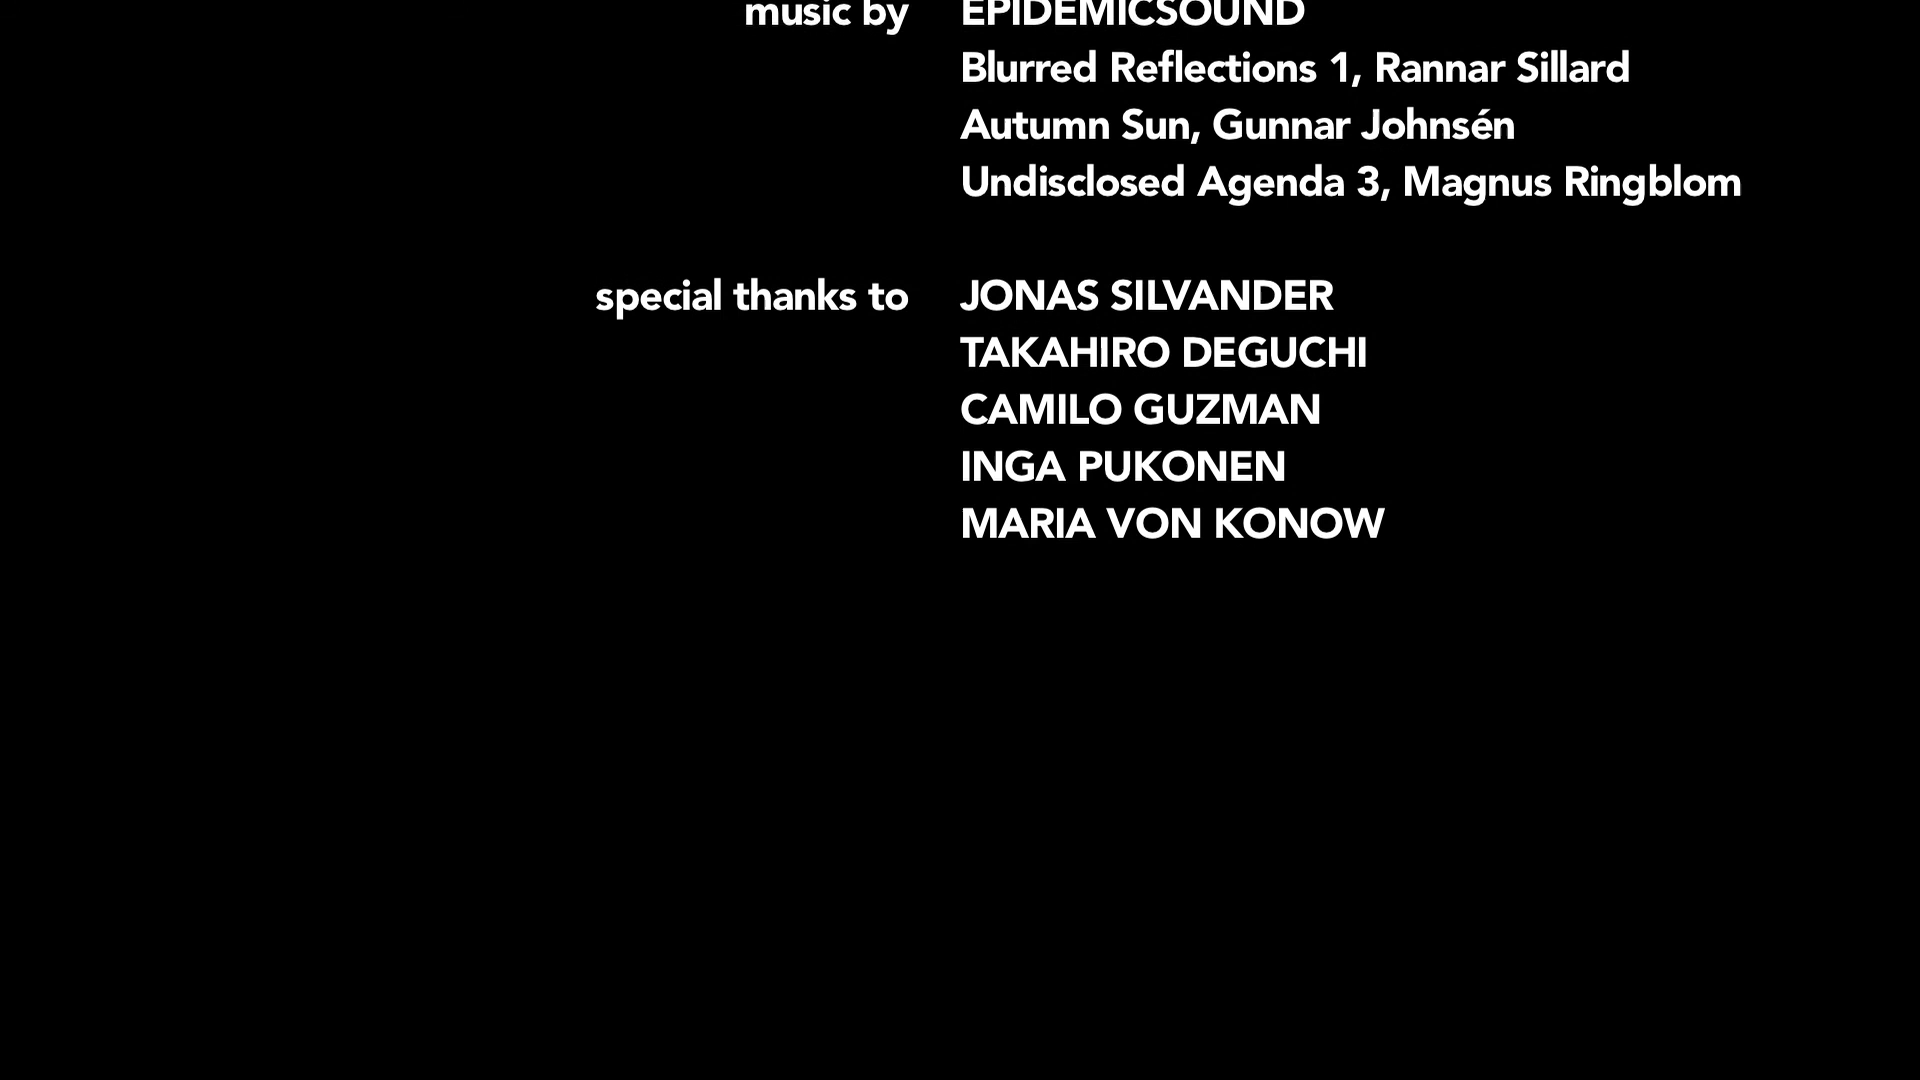 music by EPIDEMICSOUND
Blurred Reflections 1, Rannar Sillard
Autumn Sun, Gunnar Johnsén
Undisclosed Agenda 3, Magnus Ringblom
special thanks to JONAS SILVANDER
TAKAHIRO DEGUCHI
CAMILO GUZMAN
INGA PUKONEN
MARIA VON KONOW